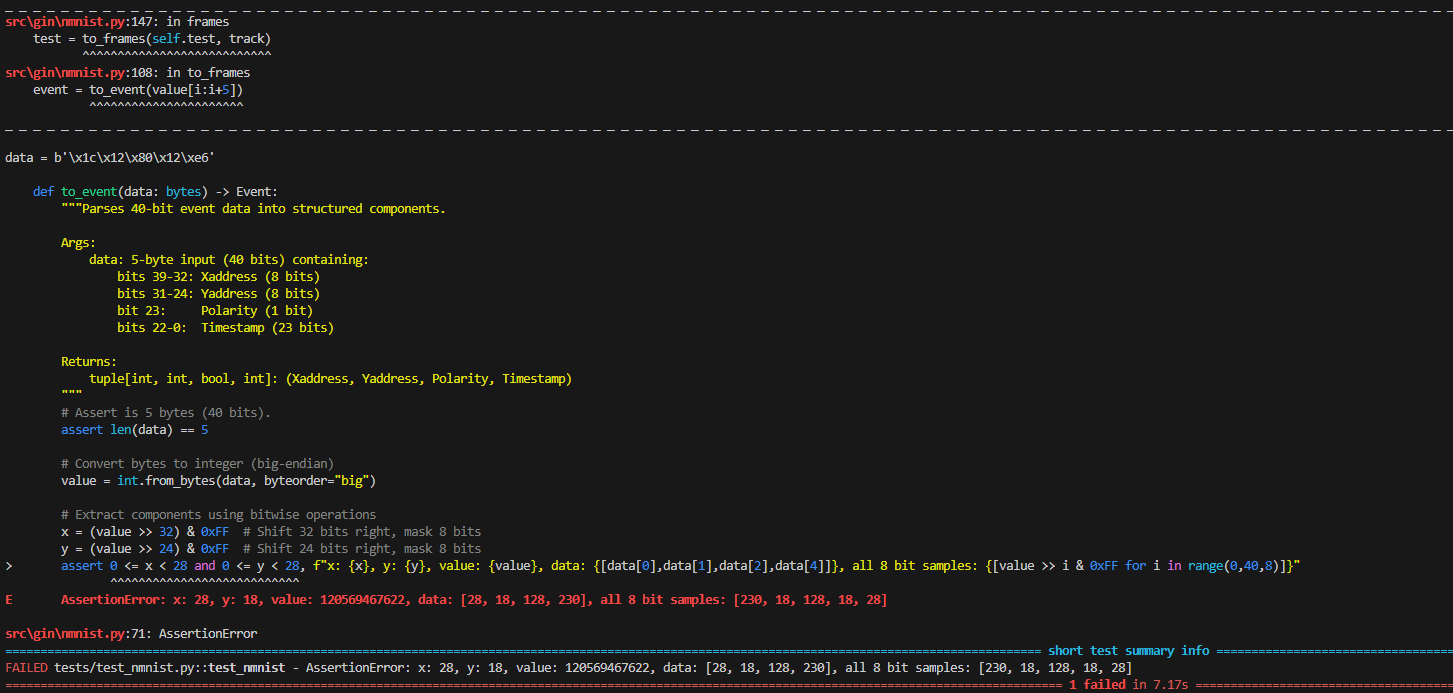 src\gin\nmnist.py:147: in frames
    test = to_frames(self.test, track)
           ^^^^^^^^^^^^^^^^^^^^^^^^^^^
src\gin\nmnist.py:108: in to_frames
    event = to_event(value[i:i+5])
            ^^^^^^^^^^^^^^^^^^^^^^
data = b'\x1c\x12\x80\x12\xe6'
    def to_event(data: bytes) -> Event:
        """Parses 40-bit event data into structured components.
        Args:
            data: 5-byte input (40 bits) containing:
                bits 39-32: Xaddress (8 bits)
                bits 31-24: Yaddress (8 bits)
                bit 23:     Polarity (1 bit)
                bits 22-0:  Timestamp (23 bits)
        Returns:
            tuple[int, int, bool, int]: (Xaddress, Yaddress, Polarity, Timestamp)
        """
        # Assert is 5 bytes (40 bits).
        assert len(data) == 5
        # Convert bytes to integer (big-endian)
        value = int.from_bytes(data, byteorder="big")
        # Extract components using bitwise operations
        x = (value >> 32) & 0xFF  # Shift 32 bits right, mask 8 bits
        y = (value >> 24) & 0xFF  # Shift 24 bits right, mask 8 bits
>       assert 0 <= x < 28 and 0 <= y < 28, f"x: {x}, y: {y}, value: {value}, data: {[data[0],data[1],data[2],data[4]]}, all 8 bit samples: {[value >> i & 0xFF for i in range(0,40,8)]}"
               ^^^^^^^^^^^^^^^^^^^^^^^^^^^
E       AssertionError: x: 28, y: 18, value: 120569467622, data: [28, 18, 128, 230], all 8 bit samples: [230, 18, 128, 18, 28]
src\gin\nmnist.py:71: AssertionError
short test summary info
FAILED tests/test_nmnist.py::test_nmnist - AssertionError: x: 28, y: 18, value: 120569467622, data: [28, 18, 128, 230], all 8 bit samples: [230, 18, 128, 18, 28]
1 failed in 7.17s